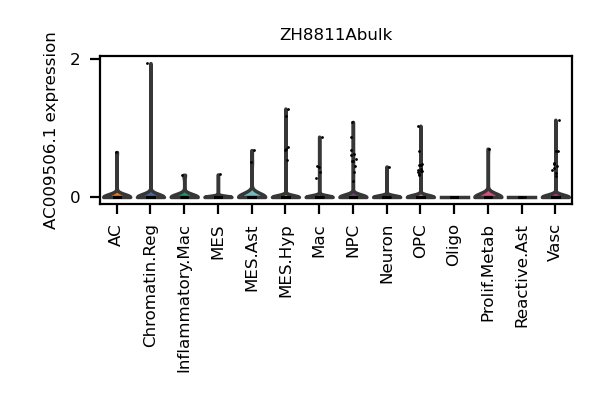 ZH8811Abulk
AC009506.1 expression
2
0
AC
Chromatin.Reg
Inflammatory.Mac
MES
MES.Ast
MES.Hyp
Mac
NPC
Neuron
OPC
Oligo
Prolif.Metab
Reactive.Ast
Vasc